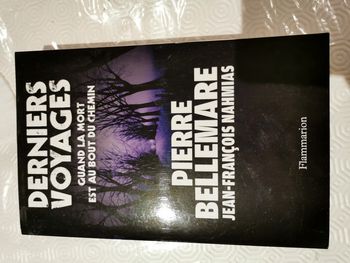 DERNIERS
VOYAGES
QUAND LA MORT
EST AU BOUT DU CHEMIN
PIERRE
BELLEMARE
JEAN-FRANÇOIS NAHMIAS
Flammarion